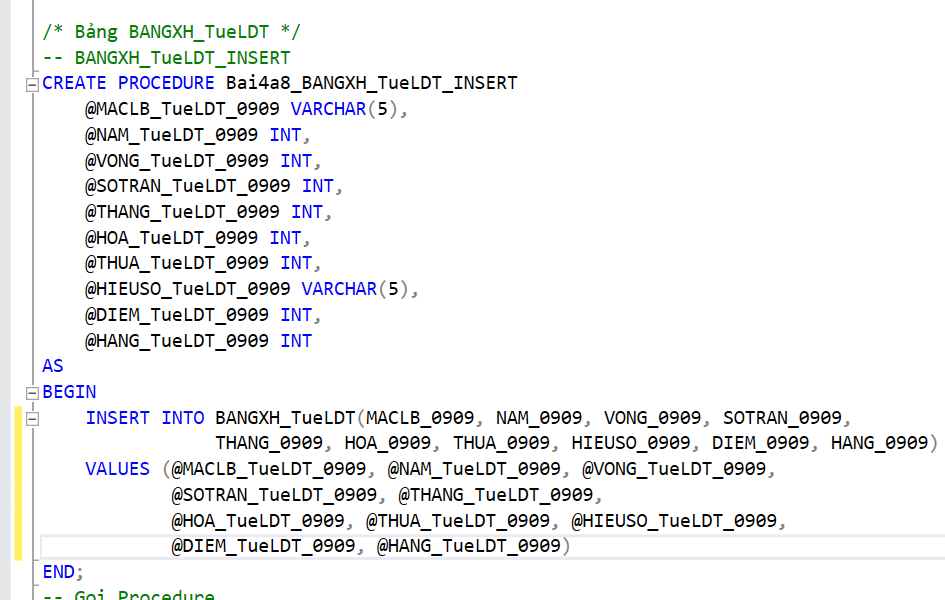 /* Bảng BANGXH_TueLDT */
-- BANGXH_TueLDT_INSERT
CREATE PROCEDURE Bai4a8_BANGXH_TueLDT_INSERT
@MACLB_TueLDT_0909 VARCHAR(5),
@NAM_TueLDT_0909 INT,
@VONG_TueLDT_0909 INT,
@SOTRAN_TueLDT_0909 INT,
@THANG_TueLDT_0909 INT,
@HOA_TueLDT_0909 INT,
@THUA_TueLDT_0909 INT,
@HIEUSO_TueLDT_0909 VARCHAR(5),
@DIEM_TueLDT_0909 INT,
@HANG_TueLDT_0909 INT
AS
BEGIN
INSERT INTO BANGXH_TueLDT(MACLB_0909, NAM_0909, VONG_0909, SOTRAN_0909,
THANG_0909, HOA_0909, THUA_0909, HIEUSO_0909, DIEM_0909, HANG_0909)
VALUES (@MACLB_TueLDT_0909, @NAM_TueLDT_0909, @VONG_TueLDT_0909,
@SOTRAN_TueLDT_0909, @THANG_TueLDT_0909,
@HOA_TueLDT_0909, @THUA_TueLDT_0909, @HIEUSO_TueLDT_0909,
@DIEM_TueLDT_0909, @HANG_TueLDT_0909)
END;
-- Gọi Procedure